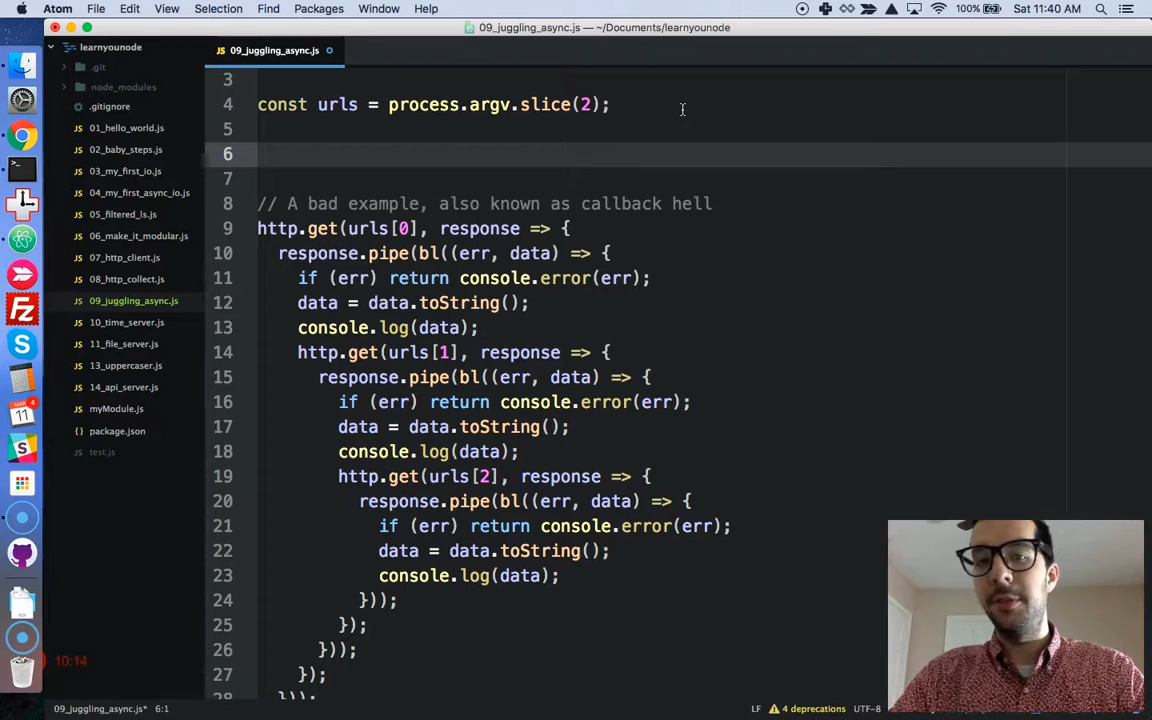 Atom File Edit View Selection Find Packages Window Help 100% Sat 11:40 AM
09_juggling_async.js — ~/Documents/learnyounode
learnyounode
.git
node_modules
.gitignore
01_hello_world.js
02_baby_steps.js
03_my_first_io.js
04_my_first_async_io.js
05_filtered_ls.js
06_make_it_modular.js
07_http_client.js
08_http_collect.js
09_juggling_async.js
10_time_server.js
11_file_server.js
13_uppercaser.js
14_api_server.js
myModule.js
package.json
test.js
09_juggling_async.js
3
4 const urls = process.argv.slice(2);
5
6
7
8 // A bad example, also known as callback hell
9 http.get(urls[0], response => {
10 response.pipe(bl((err, data) => {
11 if (err) return console.error(err);
12 data = data.toString();
13 console.log(data);
14 http.get(urls[1], response => {
15 response.pipe(bl((err, data) => {
16 if (err) return console.error(err);
17 data = data.toString();
18 console.log(data);
19 http.get(urls[2], response => {
20 response.pipe(bl((err, data) => {
21 if (err) return console.error(err);
22 data = data.toString();
23 console.log(data);
24 }));
25 });
26 }));
27 });
28 }));
10:14
09_juggling_async.js* 6:1 LF 4 deprecations UTF-8